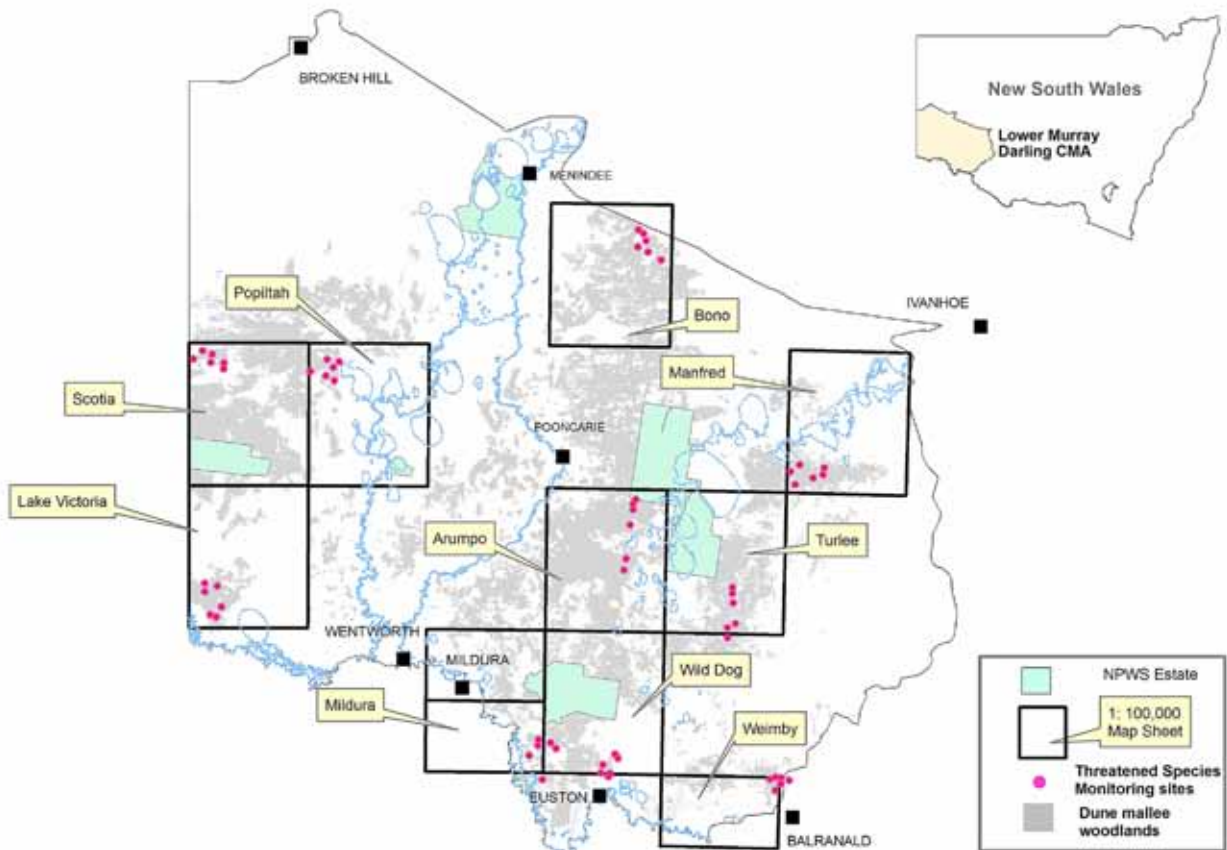 BROKEN HILL
New South Wales
Lower Murray
Darling CMA
MENINDEE
Popiltah
IVANHOE
Bono
Manfred
Scotia
POONCARIE
Lake Victoria
Arumpo
Turlee
WENTWORTH
MILDURA
Wild Dog
Mildura
Weimby
EUSTON
BALRANALD
NPWS Estate
1: 100,000
Map Sheet
Threatened Species
Monitoring sites
Dune mallee
woodlands